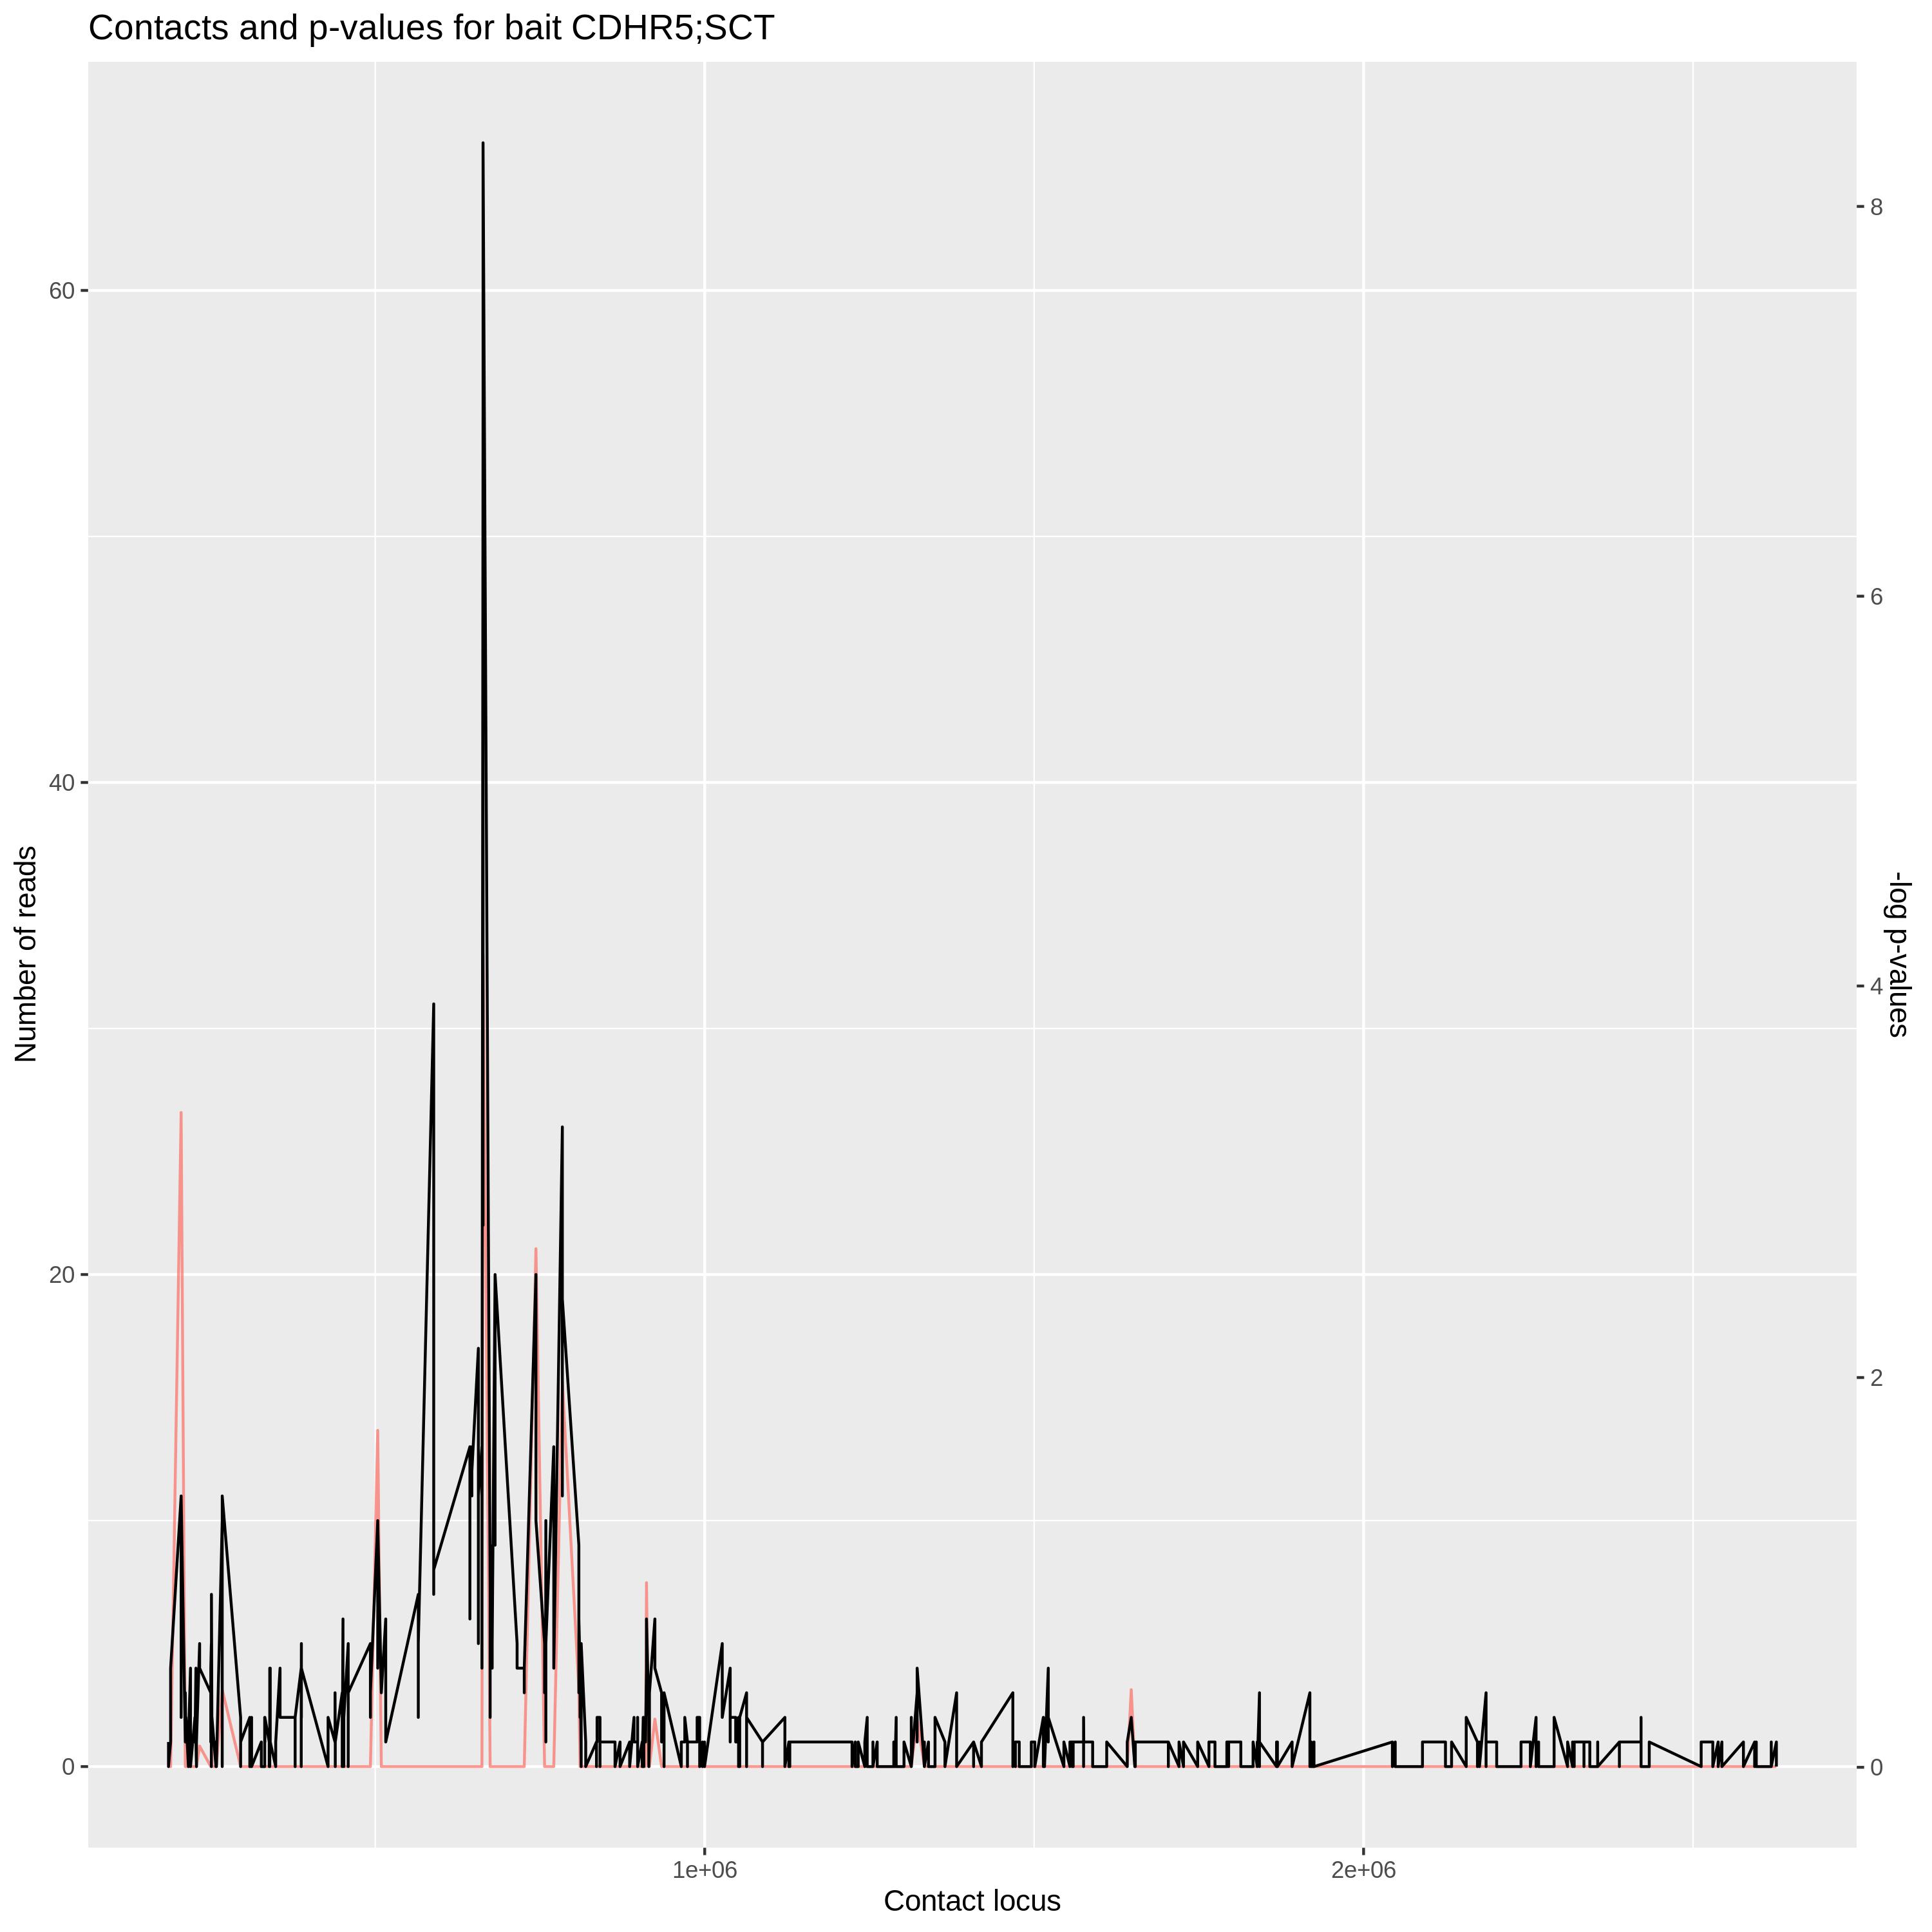 Contacts and p-values for bait CDHR5;SCT
Number of reads
60
40
20
0
8
6
4
2
0
-log p-values
1e+06
2e+06
Contact locus